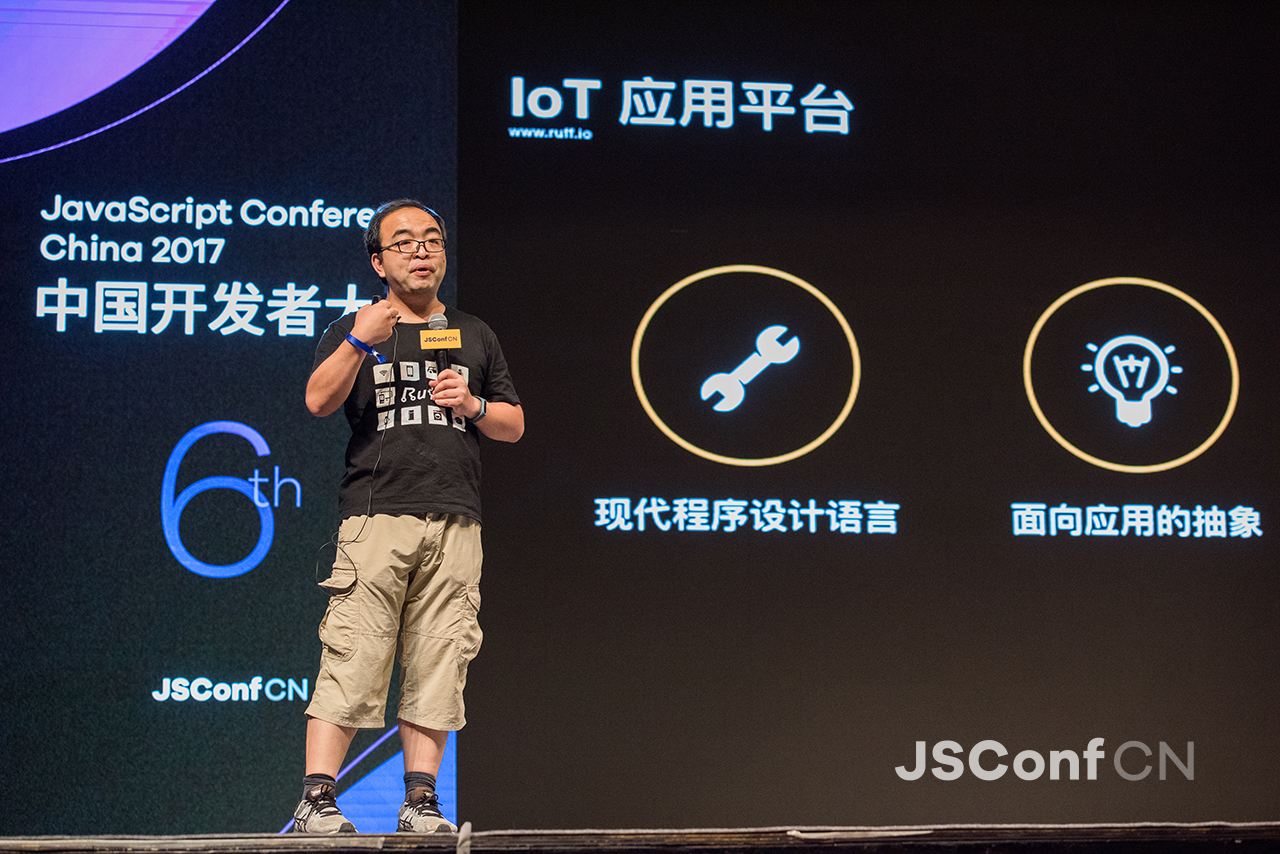 JavaScript Confere
China 2017
中国开发者大
6th
JSConf CN
JSConf CN
IoT 应用平台
www.ruff.io
现代程序设计语言
面向应用的抽象
JSConf CN